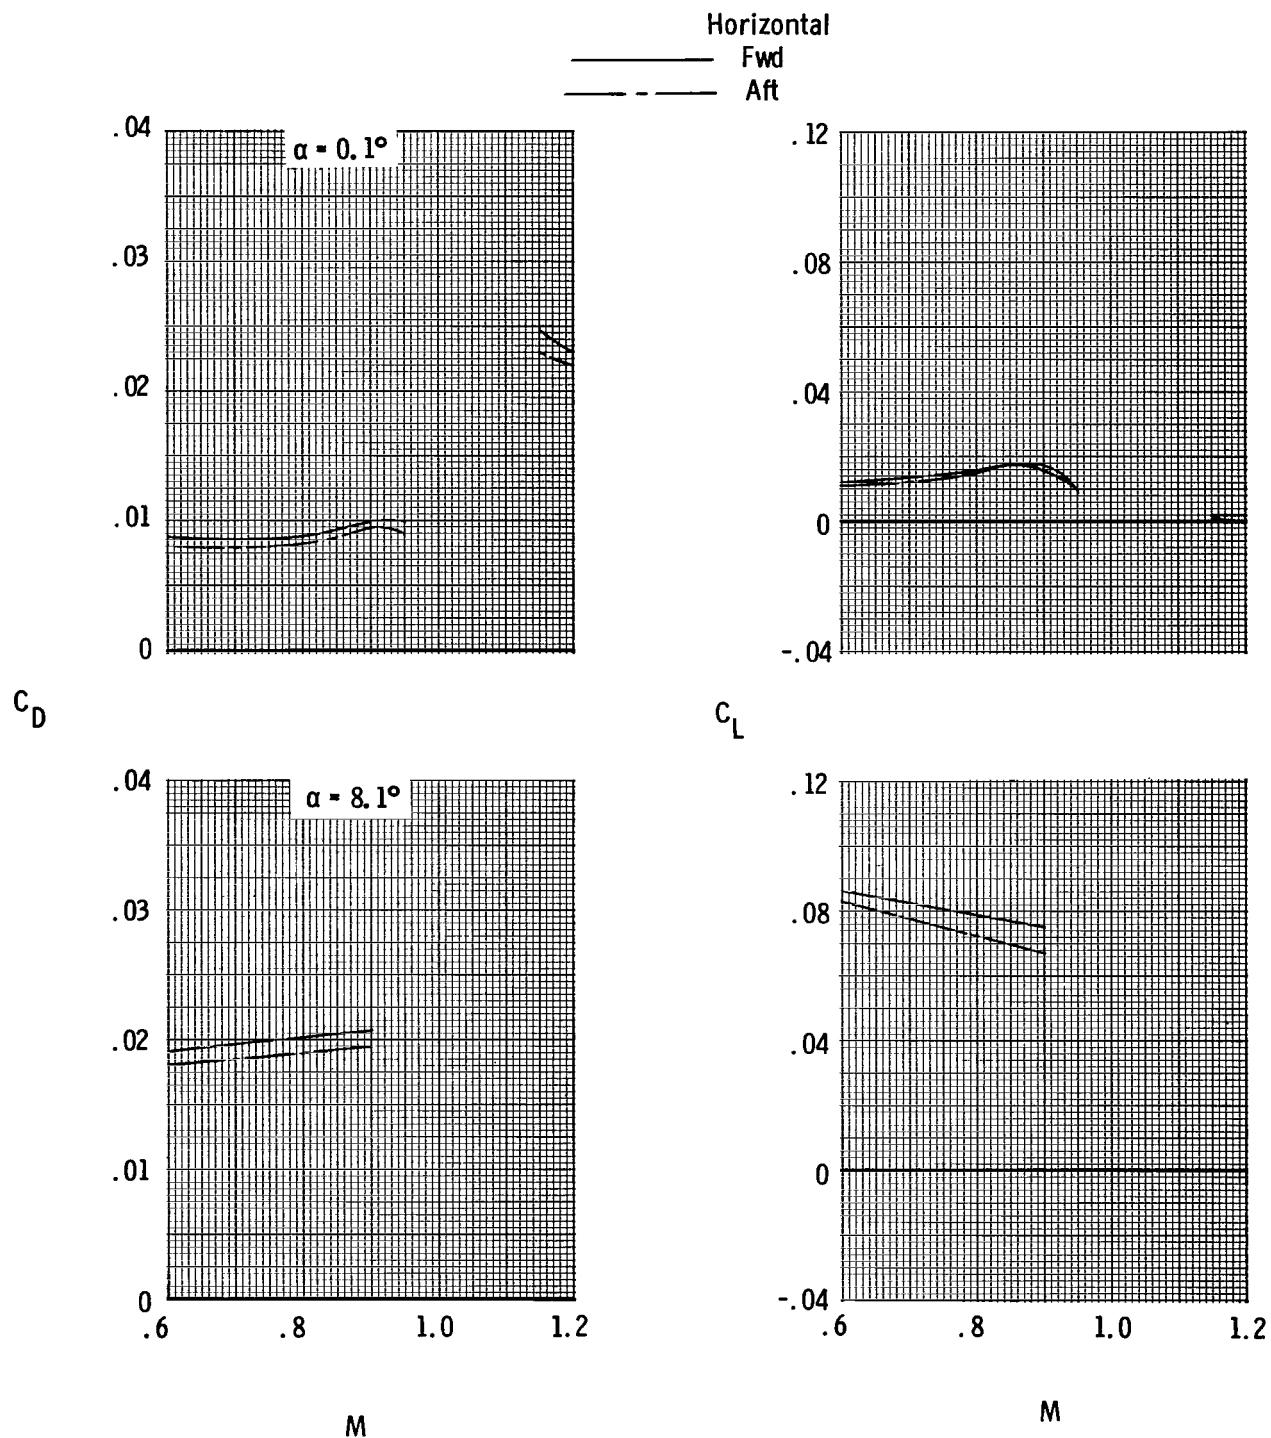 Horizontal
Fwd
Aft
α = 0.1°
.04
.03
.02
.01
0
.12
.08
.04
0
-.04
C_D
C_L
α = 8.1°
.04
.03
.02
.01
0
.6 .8 1.0 1.2
M
.12
.08
.04
0
-.04
.6 .8 1.0 1.2
M